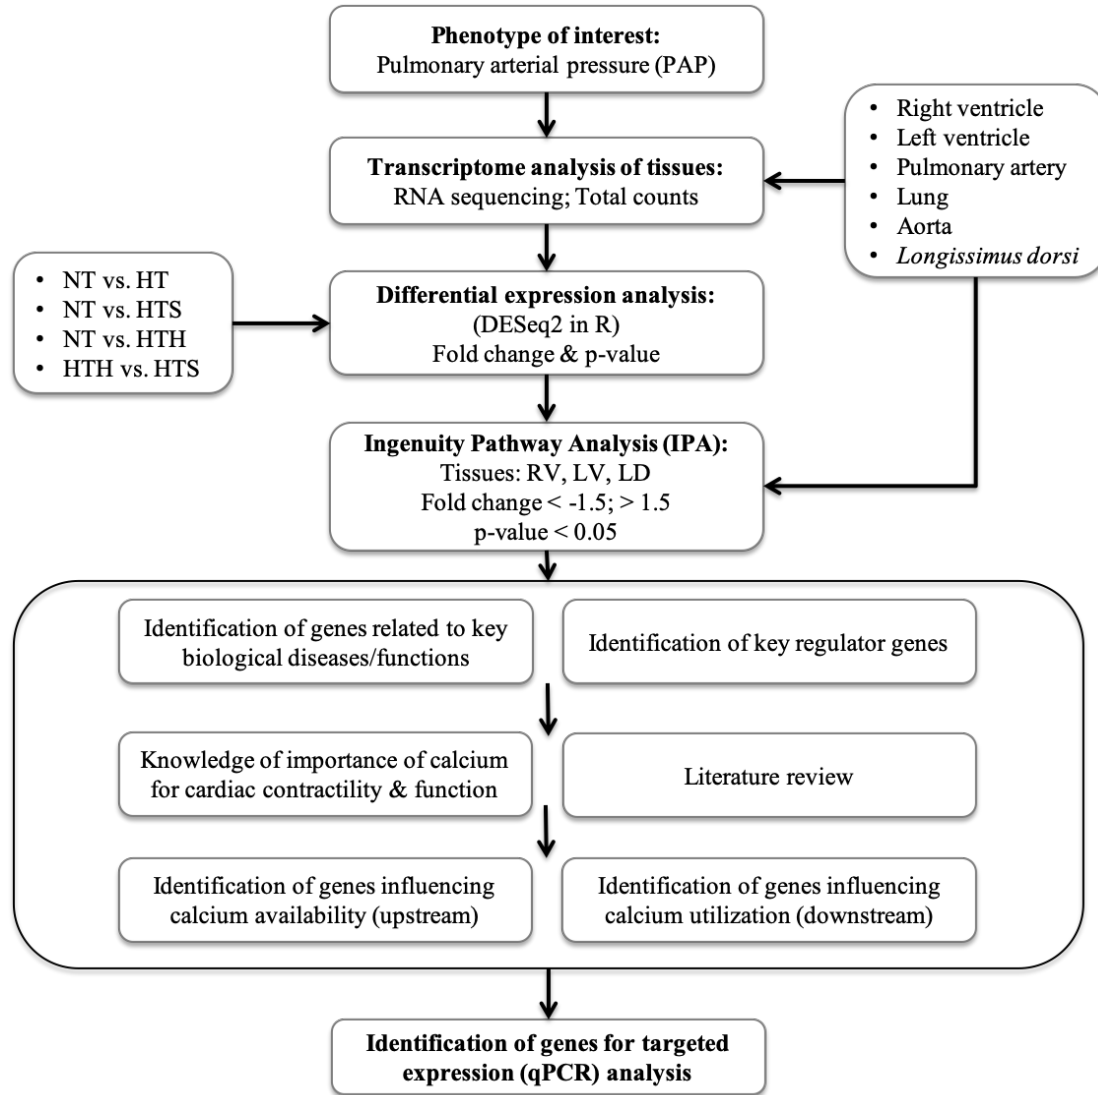 Phenotype of interest:
Pulmonary arterial pressure (PAP)
• Right ventricle
• Left ventricle
• Pulmonary artery
• Lung
• Aorta
• Longissimus dorsi
Transcriptome analysis of tissues:
RNA sequencing; Total counts
• NT vs. HT
• NT vs. HTS
• NT vs. HTH
• HTH vs. HTS
Differential expression analysis:
(DESeq2 in R)
Fold change & p-value
Ingenuity Pathway Analysis (IPA):
Tissues: RV, LV, LD
Fold change < -1.5; > 1.5
p-value < 0.05
Identification of genes related to key
biological diseases/functions
Identification of key regulator genes
Knowledge of importance of calcium
for cardiac contractility & function
Literature review
Identification of genes influencing
calcium availability (upstream)
Identification of genes influencing
calcium utilization (downstream)
Identification of genes for targeted
expression (qPCR) analysis